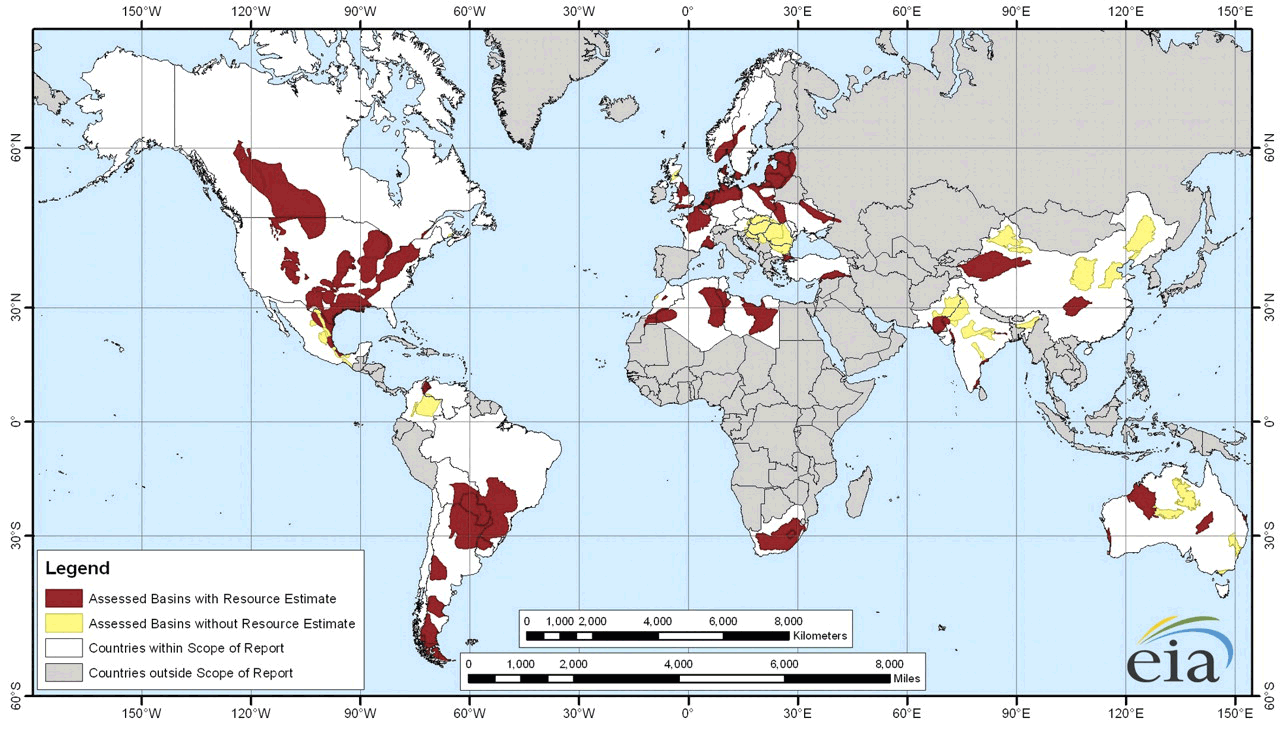 150°W 120°W 90°W 60°W 30°W 0° 30°E 60°E 90°E 120°E 150°E
60°N 60°N
30°N 30°N
0° 0°
30°S 30°S
Legend
Assessed Basins with Resource Estimate
Assessed Basins without Resource Estimate
Countries within Scope of Report
Countries outside Scope of Report
0 1,000 2,000 4,000 6,000 8,000
Kilometers
0 1,000 2,000 4,000 6,000 8,000
Miles
eia
60°S 60°S
150°W 120°W 90°W 60°W 30°W 0° 30°E 60°E 90°E 120°E 150°E